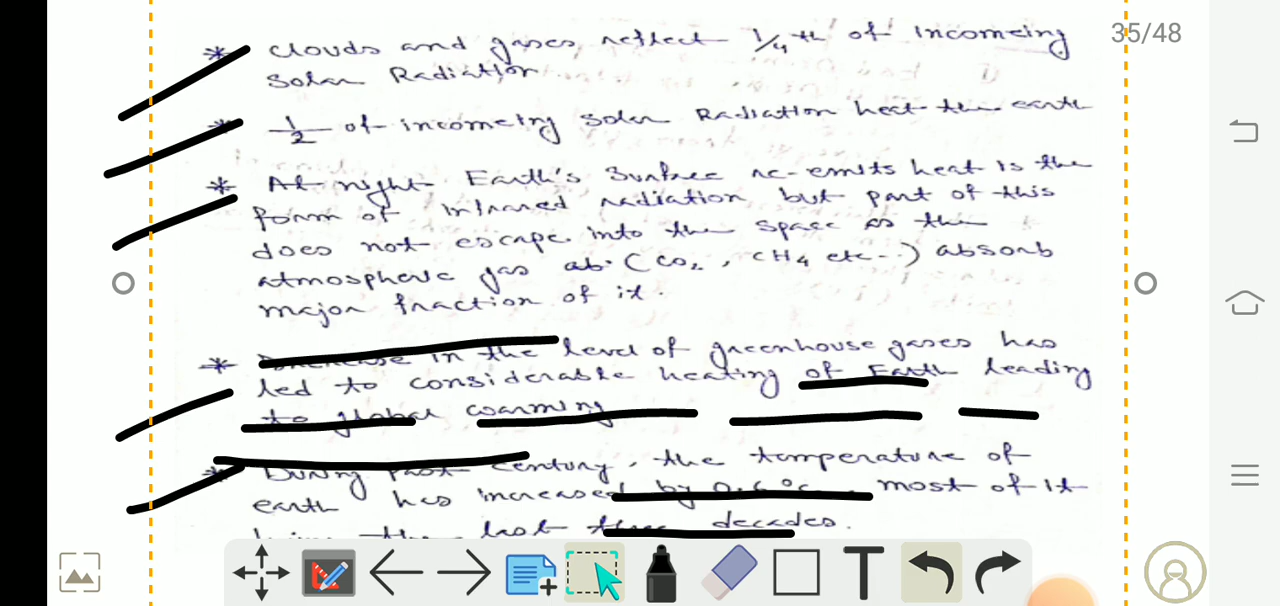 35/48
* Clouds and gases reflect 1/4 th of incomeing
Solar Radiation.
* 1/2 of incomeing solar Radiation heat the earth
* At night Earth's Surface re-emits heat is the
form of infrared radiation but part of this
does not escape into the space as the
atmospheric gas ab. (CO2, CH4 etc..) absorb
major fraction of it.
* in the level of greenhouse gases has
led to considerable heating of Earth leading
to global warming
* During past century, the temperature of
earth has increased by 0.6°C, most of it
the last three decades.
T